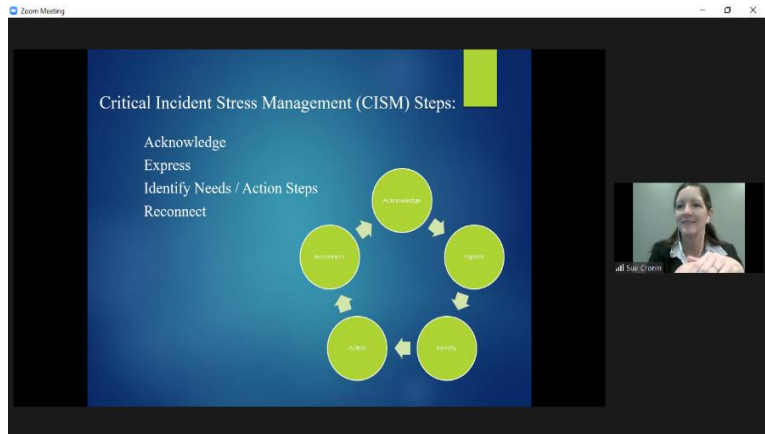 Zoom Meeting
Critical Incident Stress Management (CISM) Steps:
Acknowledge
Express
Identify Needs / Action Steps
Reconnect
Acknowledge
Express
Identify
Action
Reconnect
Sue Cronin